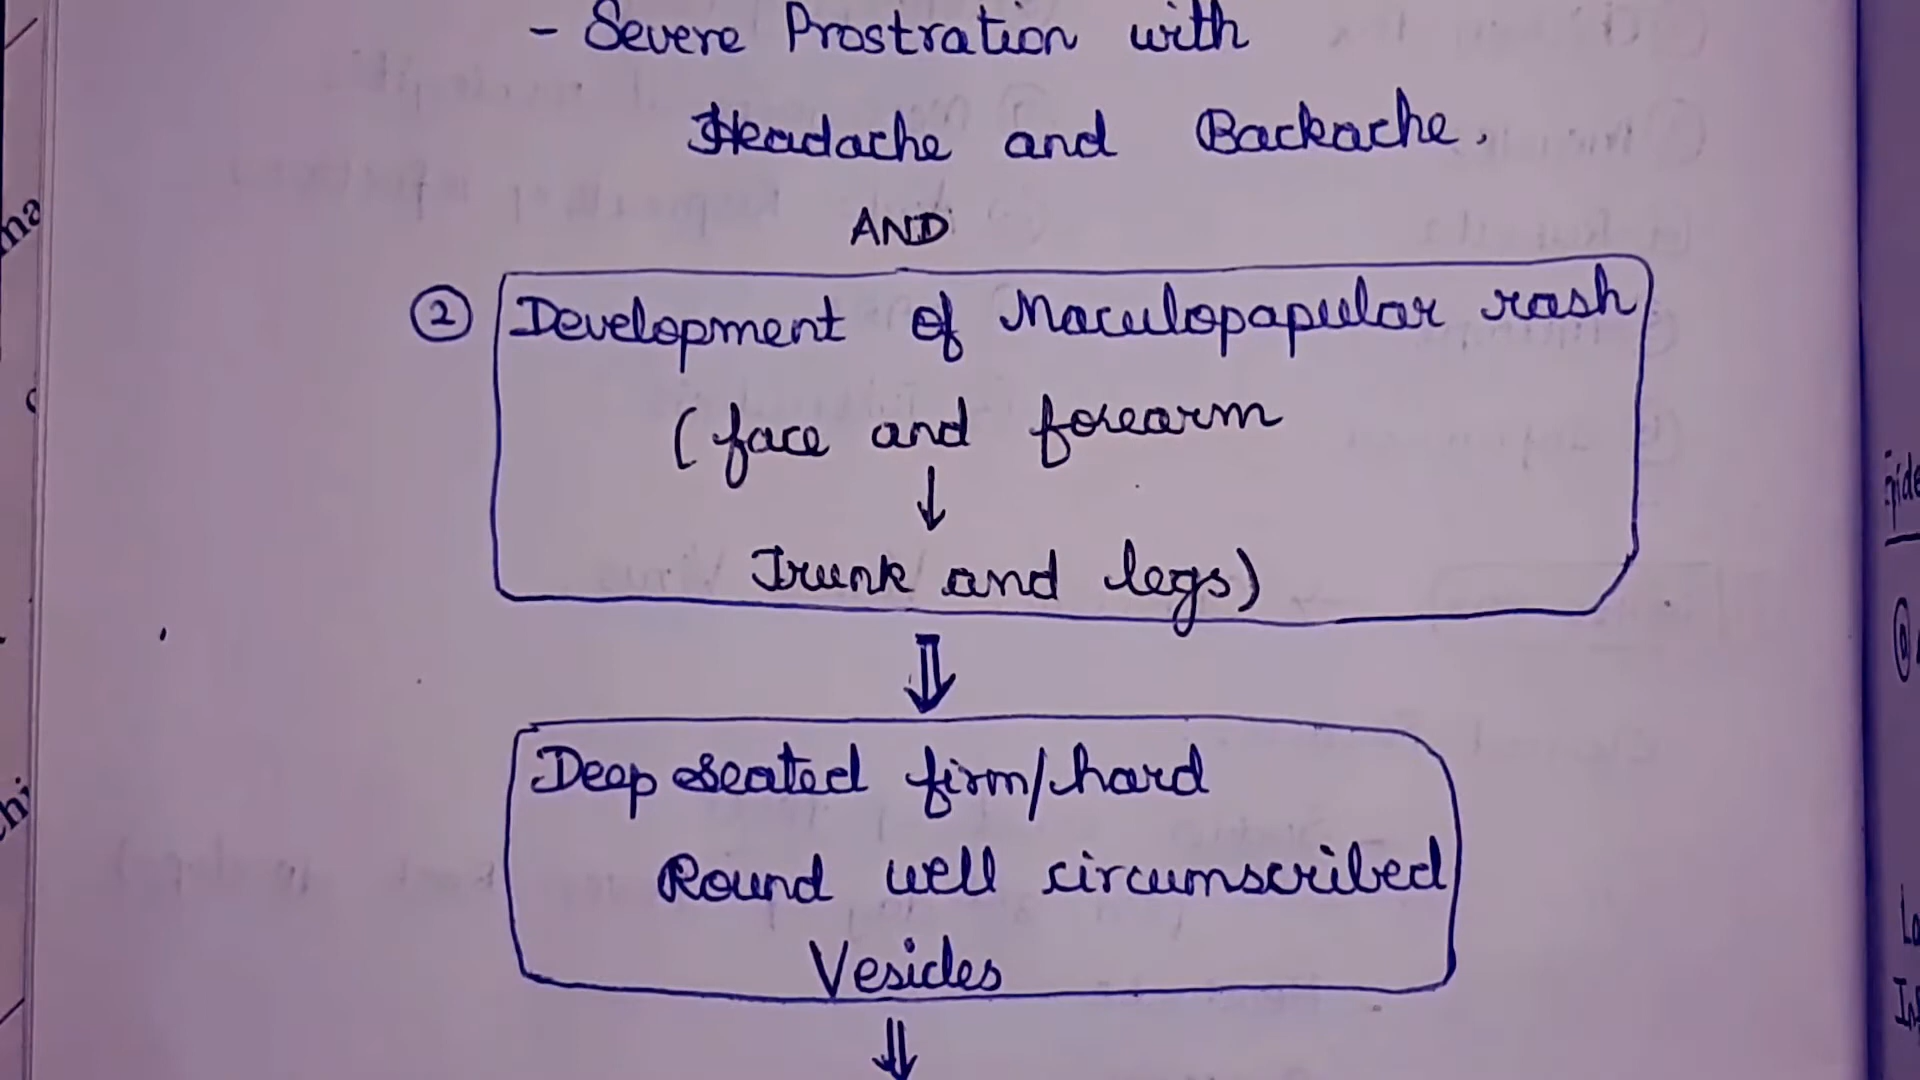 - Severe Prostration with
Headache and Backache.
AND
② Development of Maculopapular rash
(face and forearm
↓
Trunk and legs)
⇓
Deep seated firm/hard
Round well circumscribed
Vesicles
⇓